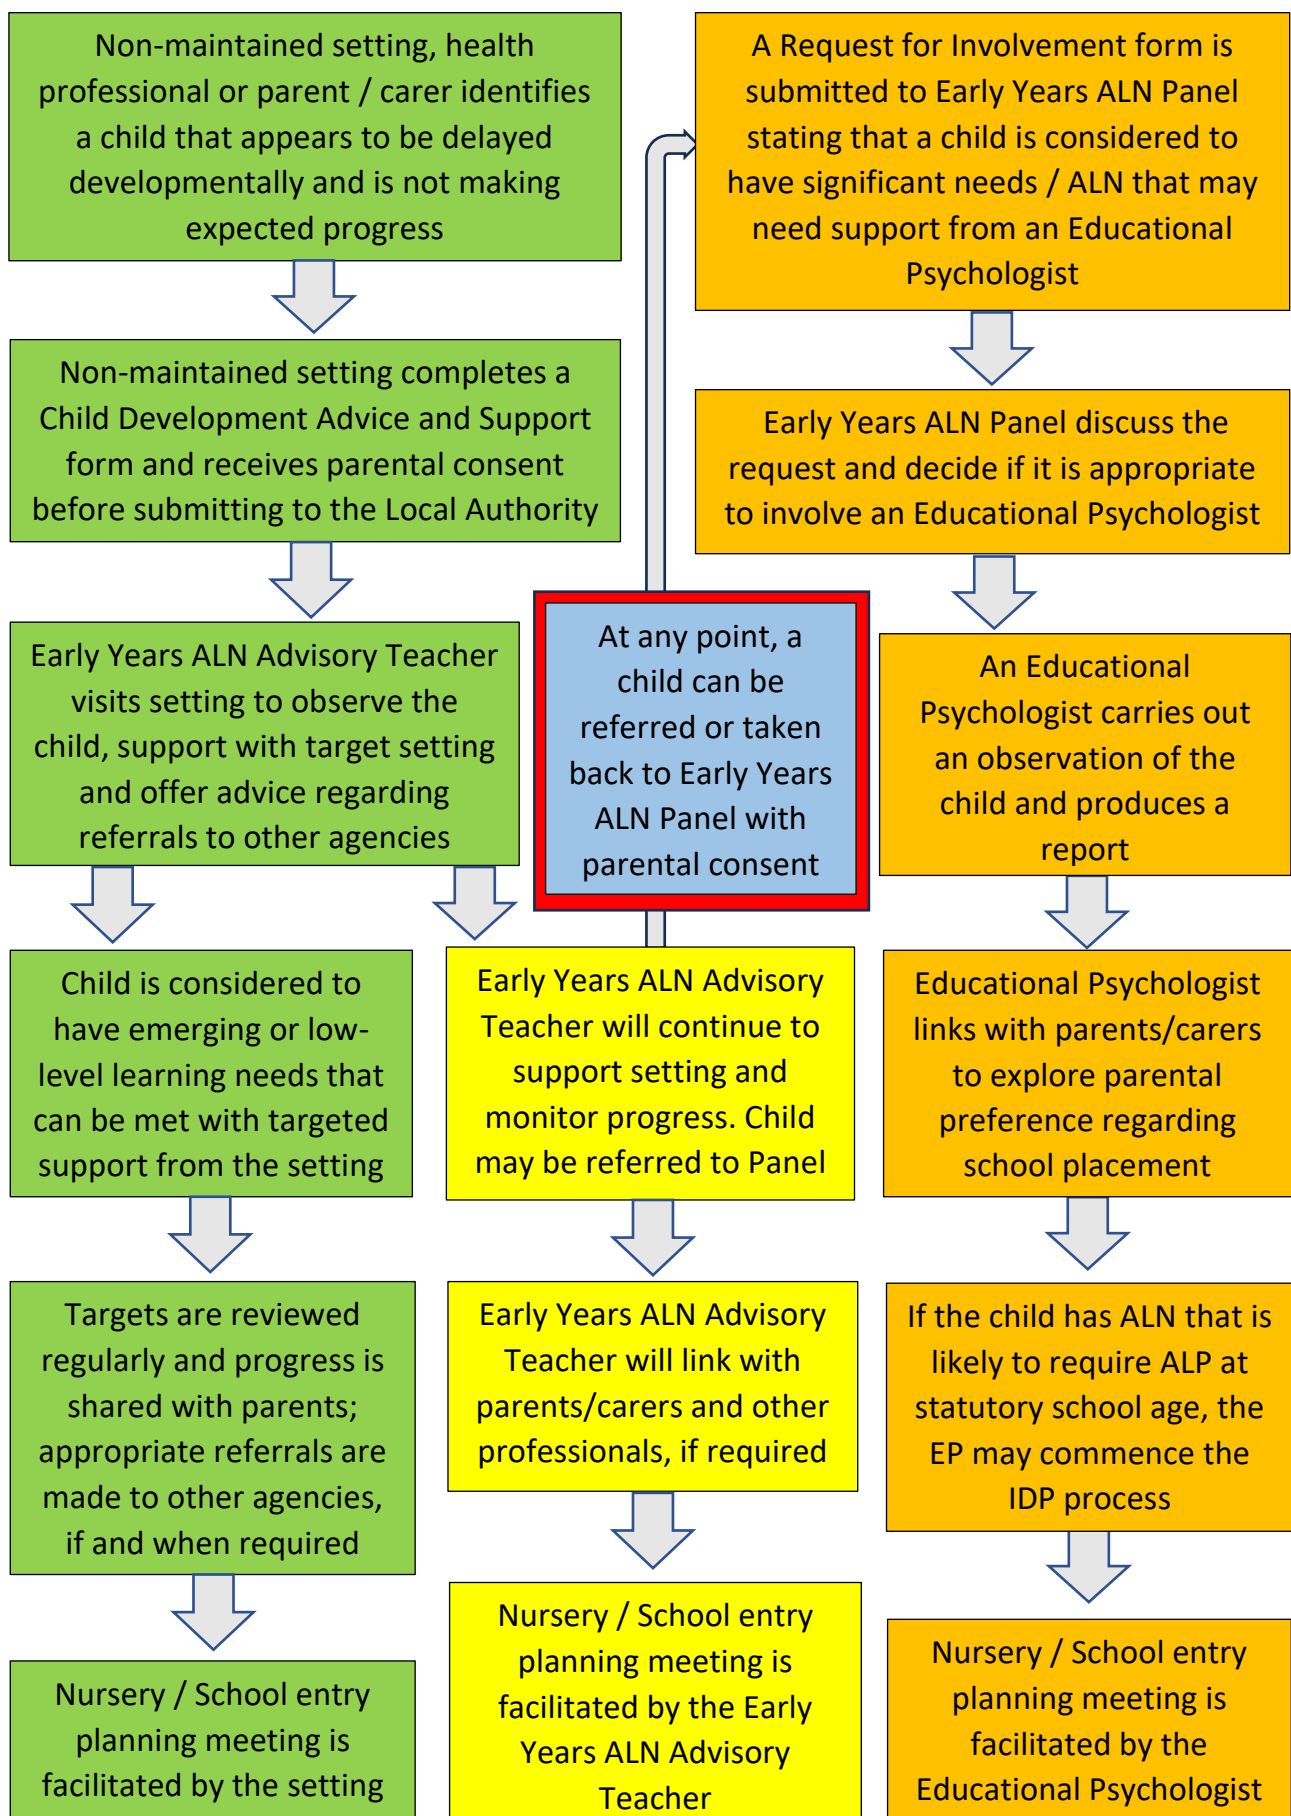 Non-maintained setting, health
professional or parent / carer identifies
a child that appears to be delayed
developmentally and is not making
expected progress
Non-maintained setting completes a
Child Development Advice and Support
form and receives parental consent
before submitting to the Local Authority
Early Years ALN Advisory Teacher
visits setting to observe the
child, support with target setting
and offer advice regarding
referrals to other agencies
Child is considered to
have emerging or low-
level learning needs that
can be met with targeted
support from the setting
Targets are reviewed
regularly and progress is
shared with parents;
appropriate referrals are
made to other agencies,
if and when required
Nursery / School entry
planning meeting is
facilitated by the setting
At any point, a
child can be
referred or taken
back to Early Years
ALN Panel with
parental consent
Early Years ALN Advisory
Teacher will continue to
support setting and
monitor progress. Child
may be referred to Panel
Early Years ALN Advisory
Teacher will link with
parents/carers and other
professionals, if required
Nursery / School entry
planning meeting is
facilitated by the Early
Years ALN Advisory
Teacher
A Request for Involvement form is
submitted to Early Years ALN Panel
stating that a child is considered to
have significant needs / ALN that may
need support from an Educational
Psychologist
Early Years ALN Panel discuss the
request and decide if it is appropriate
to involve an Educational Psychologist
An Educational
Psychologist carries out
an observation of the
child and produces a
report
Educational Psychologist
links with parents/carers
to explore parental
preference regarding
school placement
If the child has ALN that is
likely to require ALP at
statutory school age, the
EP may commence the
IDP process
Nursery / School entry
planning meeting is
facilitated by the
Educational Psychologist